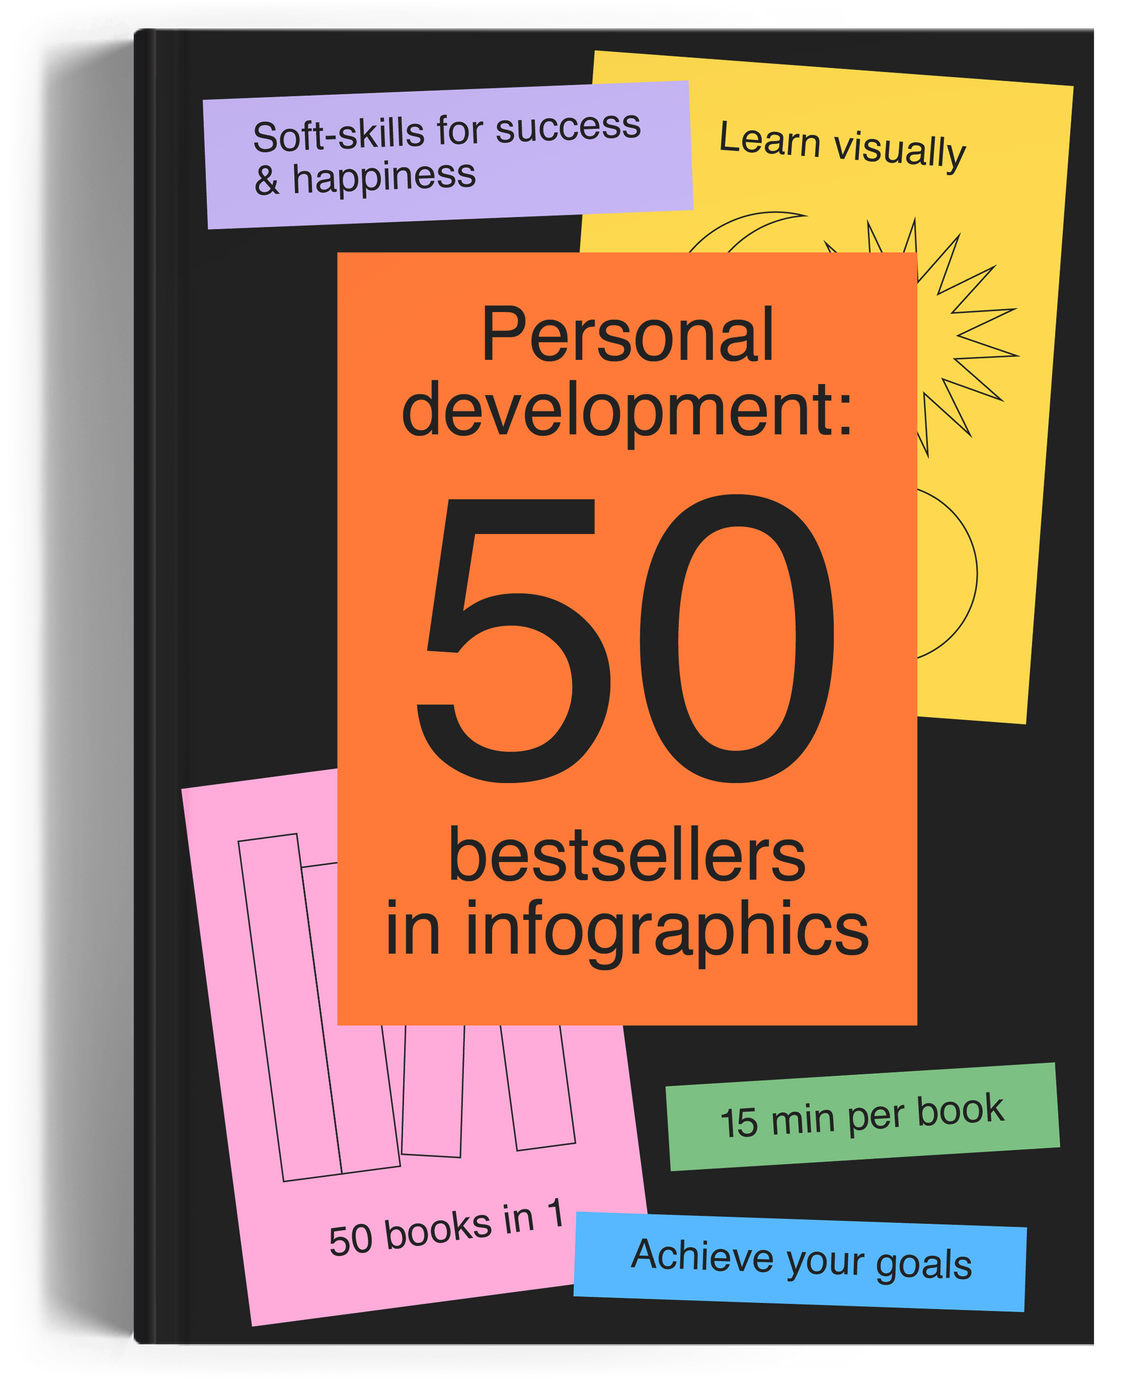 Soft-skills for success
& happiness
Learn visually
Personal
development:
50
bestsellers
in infographics
15 min per book
50 books in 1
Achieve your goals